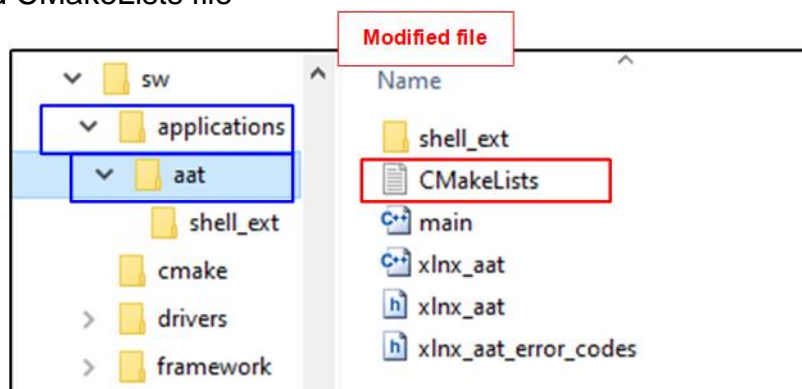 d CMakeLists file
Modified file
sw
applications
aat
shell_ext
cmake
drivers
framework
Name
shell_ext
CMakeLists
main
xlnx_aat
xlnx_aat
xlnx_aat_error_codes